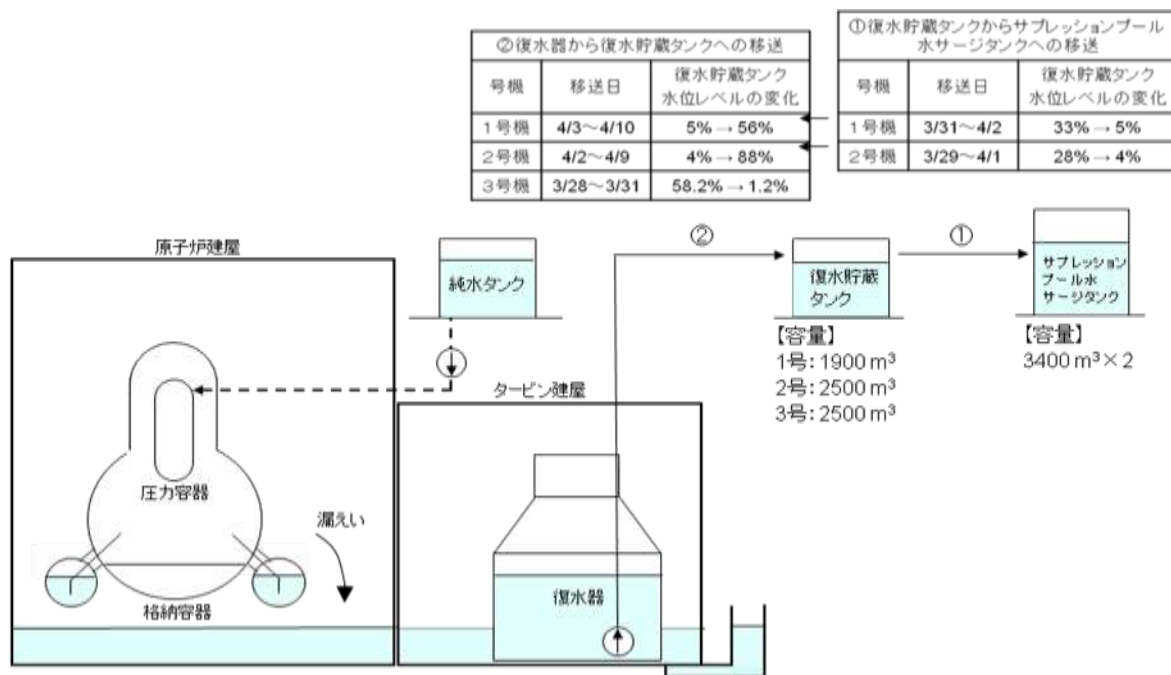 ②復水器から復水貯蔵タンクへの移送
号機 移送日 復水貯蔵タンク
水位レベルの変化
1号機 4/3~4/10 5% → 56%
2号機 4/2~4/9 4% → 88%
3号機 3/28~3/31 58.2% → 1.2%
①復水貯蔵タンクからサプレッションプール
水サージタンクへの移送
号機 移送日 復水貯蔵タンク
水位レベルの変化
1号機 3/31~4/2 33% → 5%
2号機 3/29~4/1 28% → 4%
原子炉建屋
純水タンク
②
①
復水貯蔵
タンク
サプレッション
プール水
サージタンク
【容量】
1号: 1900 m³
2号: 2500 m³
3号: 2500 m³
【容量】
3400 m³×2
タービン建屋
圧力容器
漏えい
格納容器
復水器